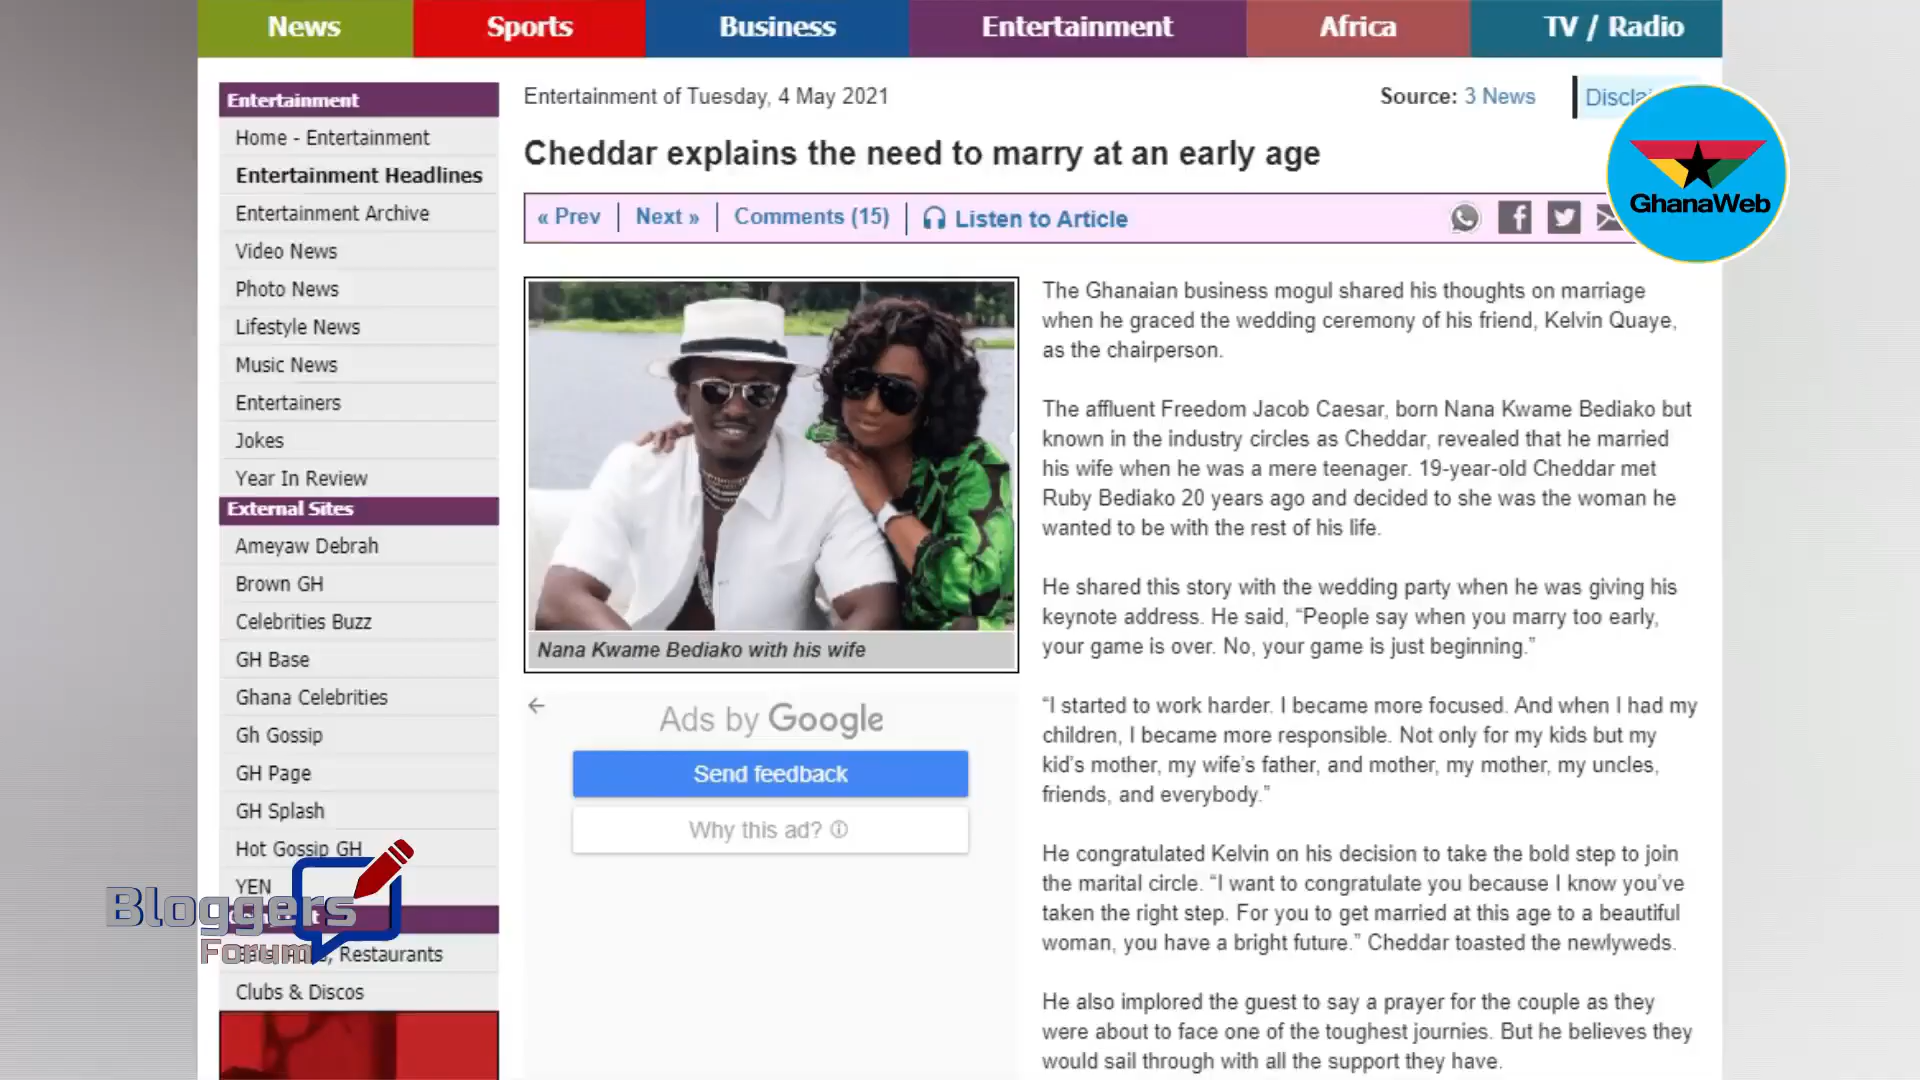 News
Sports
Business
Entertainment
Africa
TV / Radio
Entertainment
Home - Entertainment
Entertainment Headlines
Entertainment Archive
Video News
Photo News
Lifestyle News
Music News
Entertainers
Jokes
Year In Review
External Sites
Ameyaw Debrah
Brown GH
Celebrities Buzz
GH Base
Ghana Celebrities
Gh Gossip
GH Page
GH Splash
Hot Gossip GH
YEN
Bloggers
Forum
Restaurants
Clubs & Discos
Entertainment of Tuesday, 4 May 2021
Source: 3 News
GhanaWeb
Cheddar explains the need to marry at an early age
« Prev
Next »
Comments (15)
Listen to Article
Nana Kwame Bediako with his wife
Ads by Google
Send feedback
Why this ad?
The Ghanaian business mogul shared his thoughts on marriage
when he graced the wedding ceremony of his friend, Kelvin Quaye,
as the chairperson.
The affluent Freedom Jacob Caesar, born Nana Kwame Bediako but
known in the industry circles as Cheddar, revealed that he married
his wife when he was a mere teenager. 19-year-old Cheddar met
Ruby Bediako 20 years ago and decided to she was the woman he
wanted to be with the rest of his life.
He shared this story with the wedding party when he was giving his
keynote address. He said, “People say when you marry too early,
your game is over. No, your game is just beginning.”
“I started to work harder. I became more focused. And when I had my
children, I became more responsible. Not only for my kids but my
kid’s mother, my wife’s father, and mother, my mother, my uncles,
friends, and everybody.”
He congratulated Kelvin on his decision to take the bold step to join
the marital circle. “I want to congratulate you because I know you’ve
taken the right step. For you to get married at this age to a beautiful
woman, you have a bright future.” Cheddar toasted the newlyweds.
He also implored the guest to say a prayer for the couple as they
were about to face one of the toughest journies. But he believes they
would sail through with all the support they have.